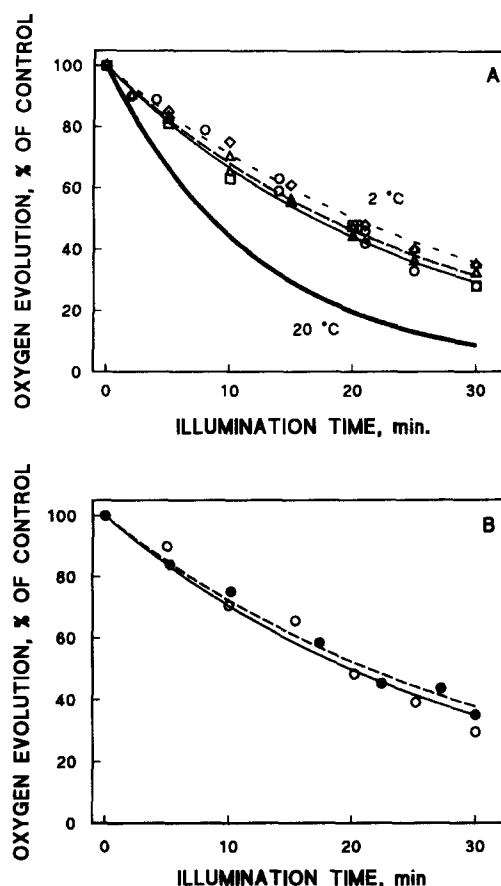 A
OXYGEN EVOLUTION, % OF CONTROL
100
80
60
40
20
0
2 °C
20 °C
0
10
20
30
ILLUMINATION TIME, min.
B
OXYGEN EVOLUTION, % OF CONTROL
100
80
60
40
20
0
0
10
20
30
ILLUMINATION TIME, min